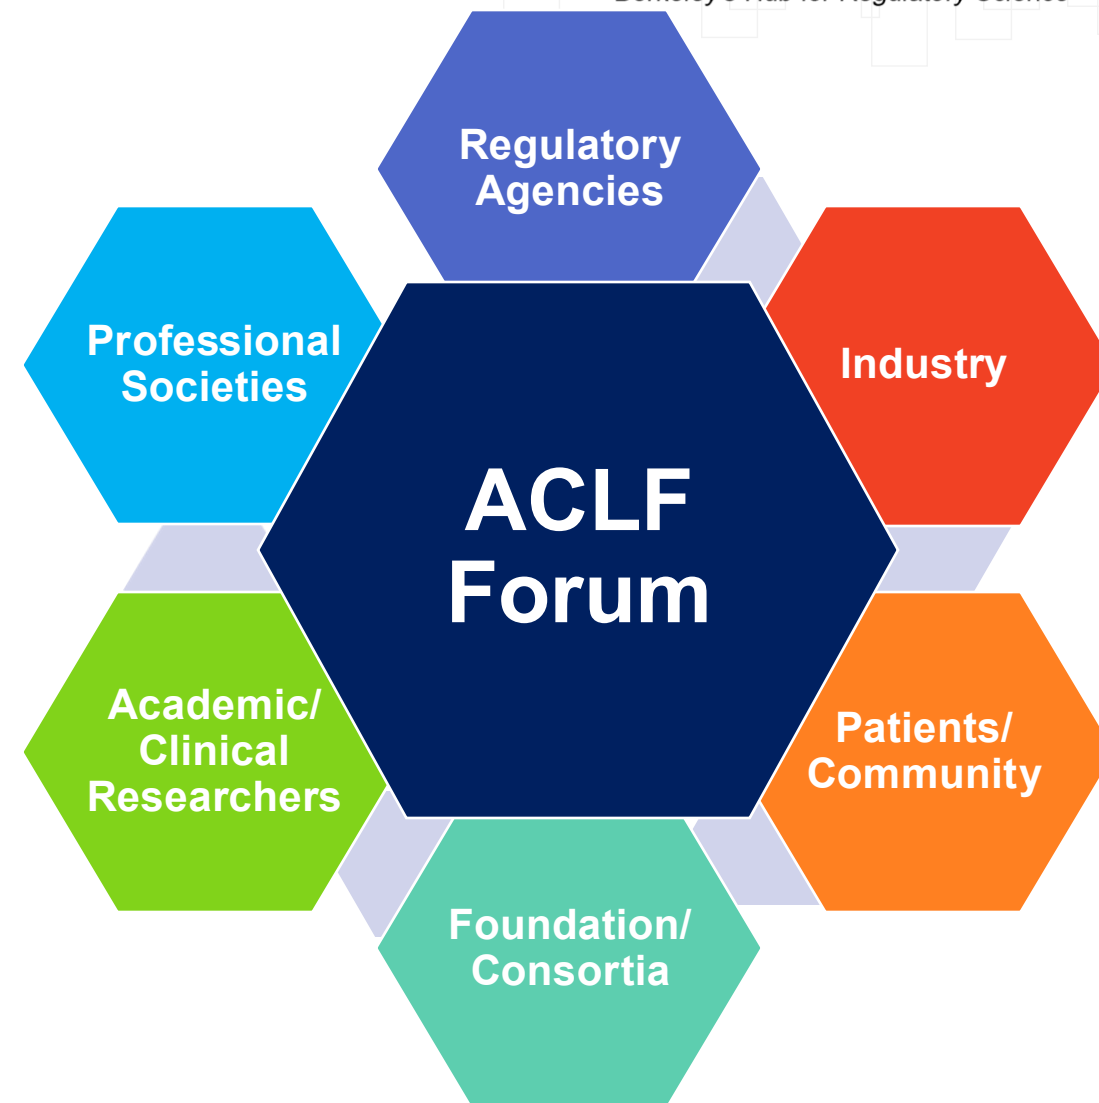 Regulatory
Agencies
Professional
Societies
Industry
ACLF
Forum
Academic/
Clinical
Researchers
Patients/
Community
Foundation/
Consortia